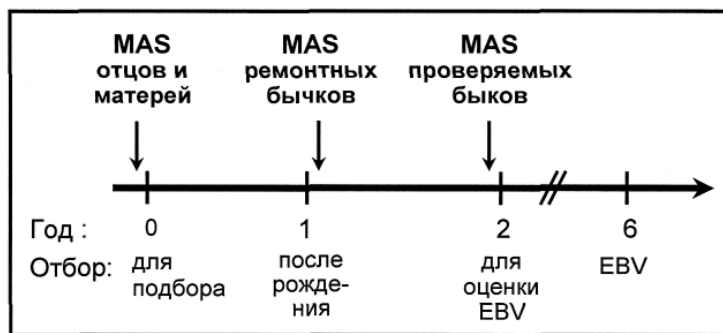 MAS MAS MAS
отцов и ремонтных проверяемых
матерей бычков быков
Год : 0 1 2 6
Отбор: для после для EBV
подбора рожде- оценки
ния EBV